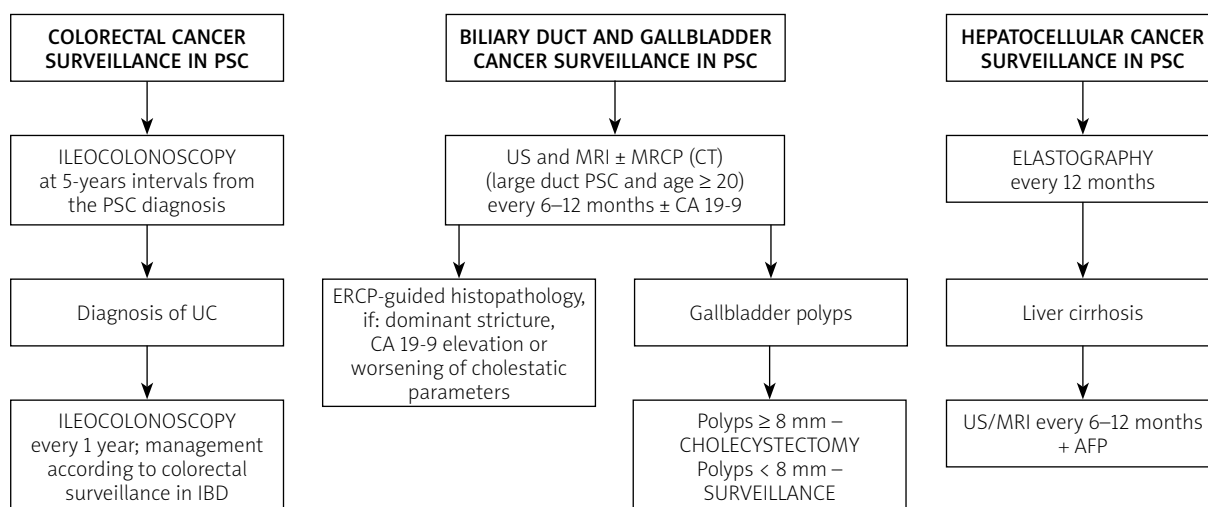 COLORECTAL CANCER
SURVEILLANCE IN PSC
ILEOCOLONOSCOPY
at 5-years intervals from
the PSC diagnosis
Diagnosis of UC
ILEOCOLONOSCOPY
every 1 year; management
according to colorectal
surveillance in IBD
BILIARY DUCT AND GALLBLADDER
CANCER SURVEILLANCE IN PSC
US and MRI ± MRCP (CT)
(large duct PSC and age ≥ 20)
every 6–12 months ± CA 19-9
ERCP-guided histopathology,
if: dominant stricture,
CA 19-9 elevation or
worsening of cholestatic
parameters
Gallbladder polyps
Polyps ≥ 8 mm –
CHOLECYSTECTOMY
Polyps < 8 mm –
SURVEILLANCE
HEPATOCELLULAR CANCER
SURVEILLANCE IN PSC
ELASTOGRAPHY
every 12 months
Liver cirrhosis
US/MRI every 6–12 months
+ AFP